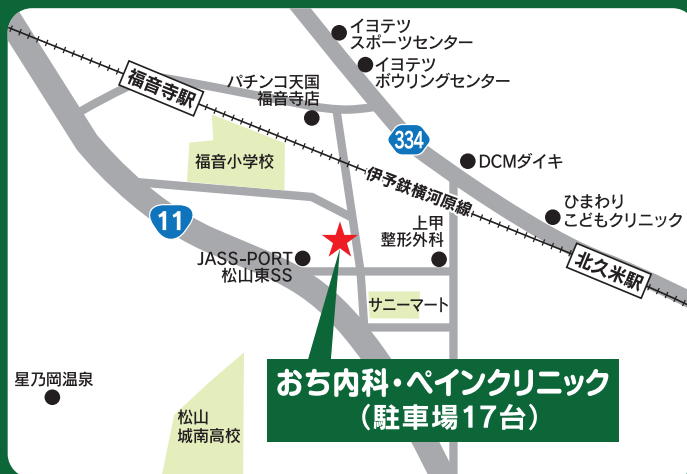 イヨテツ
スポーツセンター
イヨテツ
ボウリングセンター
パチンコ天国
福音寺店
福音寺駅
334
福音小学校
DCMダイキ
伊予鉄横河原線
ひまわり
こどもクリニック
11
上甲
整形外科
JASS-PORT
松山東SS
北久米駅
サニーマート
星乃岡温泉
おち内科・ペインクリニック
（駐車場17台）
松山
城南高校